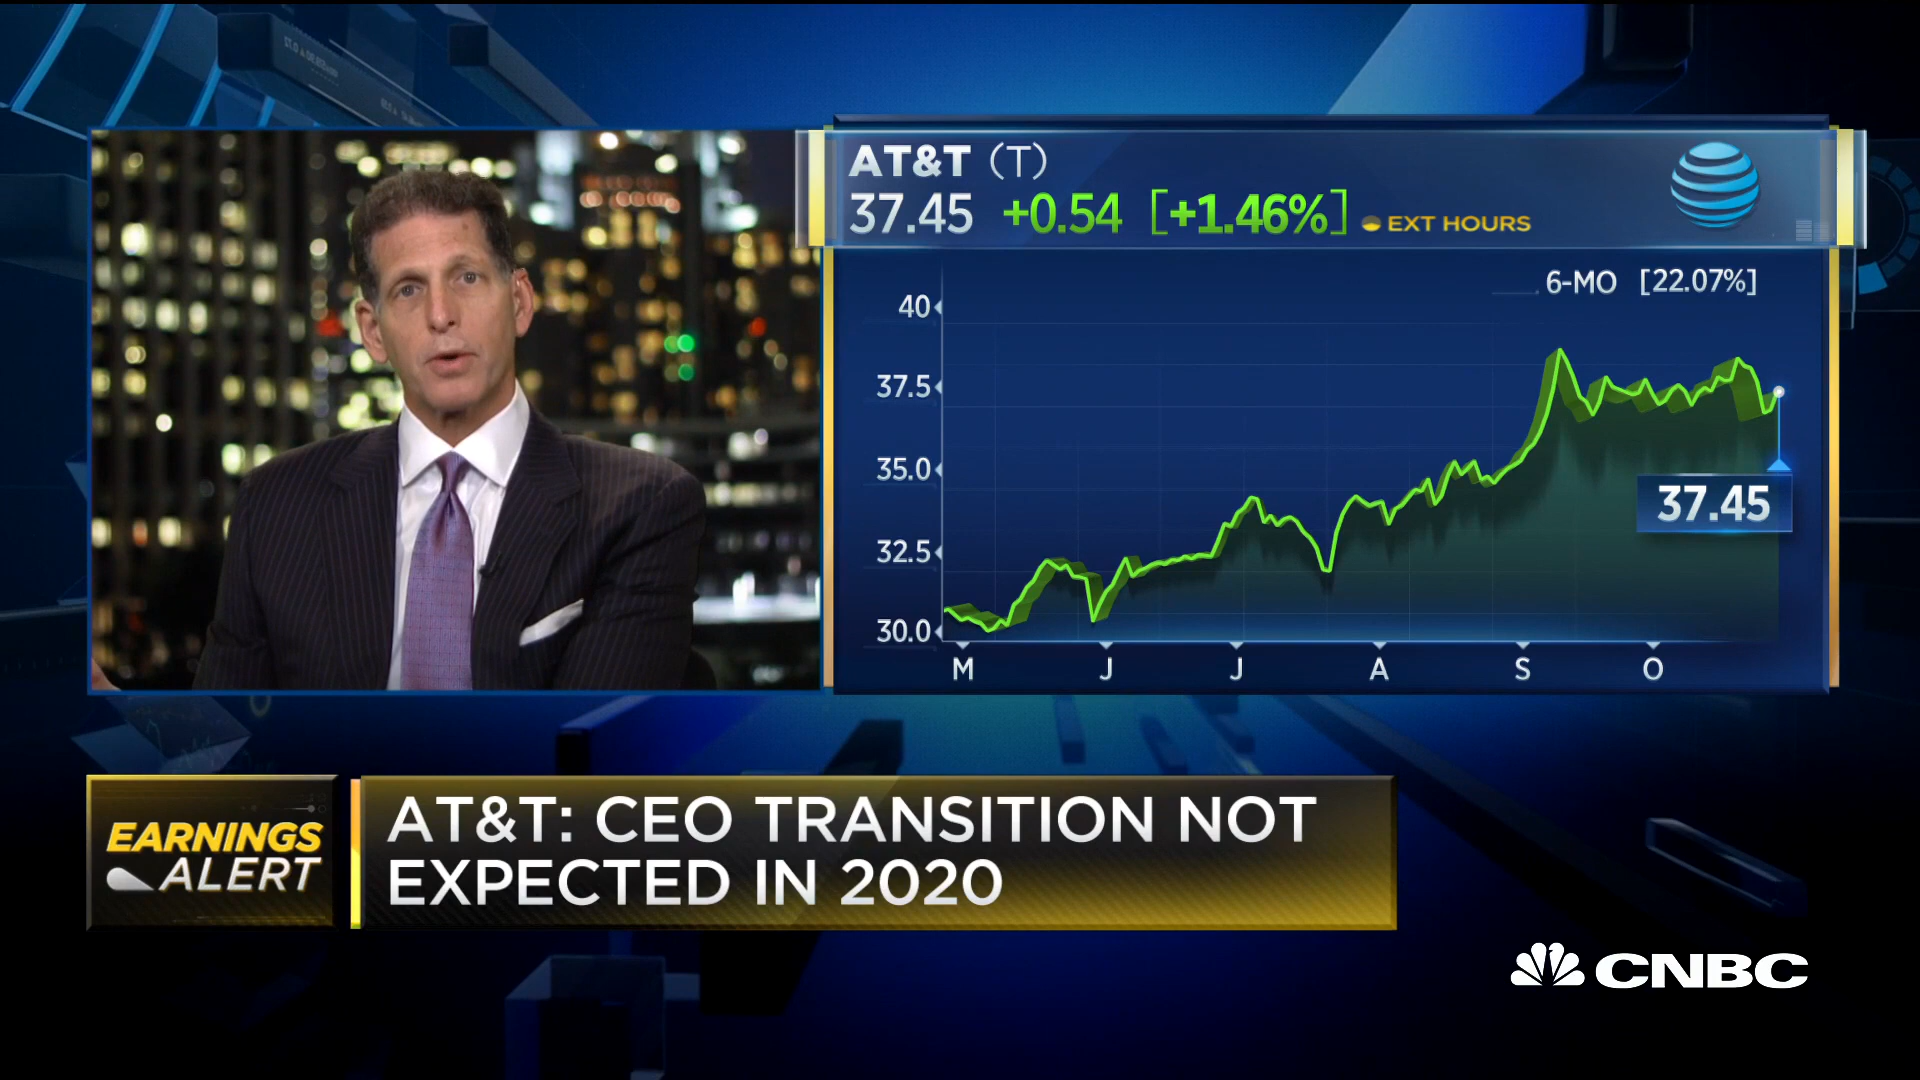 AT&T (T)
37.45 +0.54 [+1.46%] EXT HOURS
6-MO [22.07%]
40
37.5
35.0
32.5
30.0
37.45
M J J A S O
EARNINGS
ALERT
AT&T: CEO TRANSITION NOT
EXPECTED IN 2020
CNBC